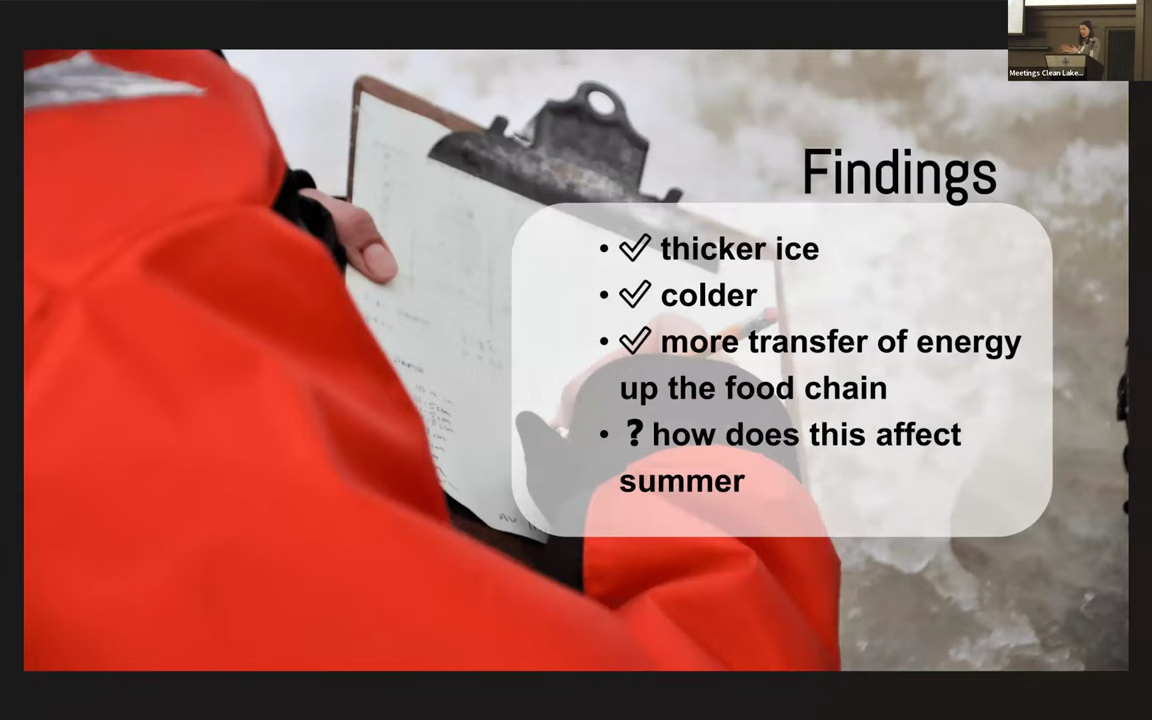 Meetings Clean Lake...
Findings
• ✓ thicker ice
• ✓ colder
• ✓ more transfer of energy
up the food chain
• ? how does this affect
summer